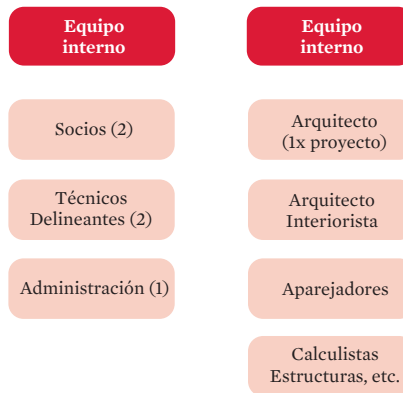 Equipo
interno
Socios (2)
Técnicos
Delineantes (2)
Administración (1)
Equipo
interno
Arquitecto
(1x proyecto)
Arquitecto
Interiorista
Aparejadores
Calculistas
Estructuras, etc.